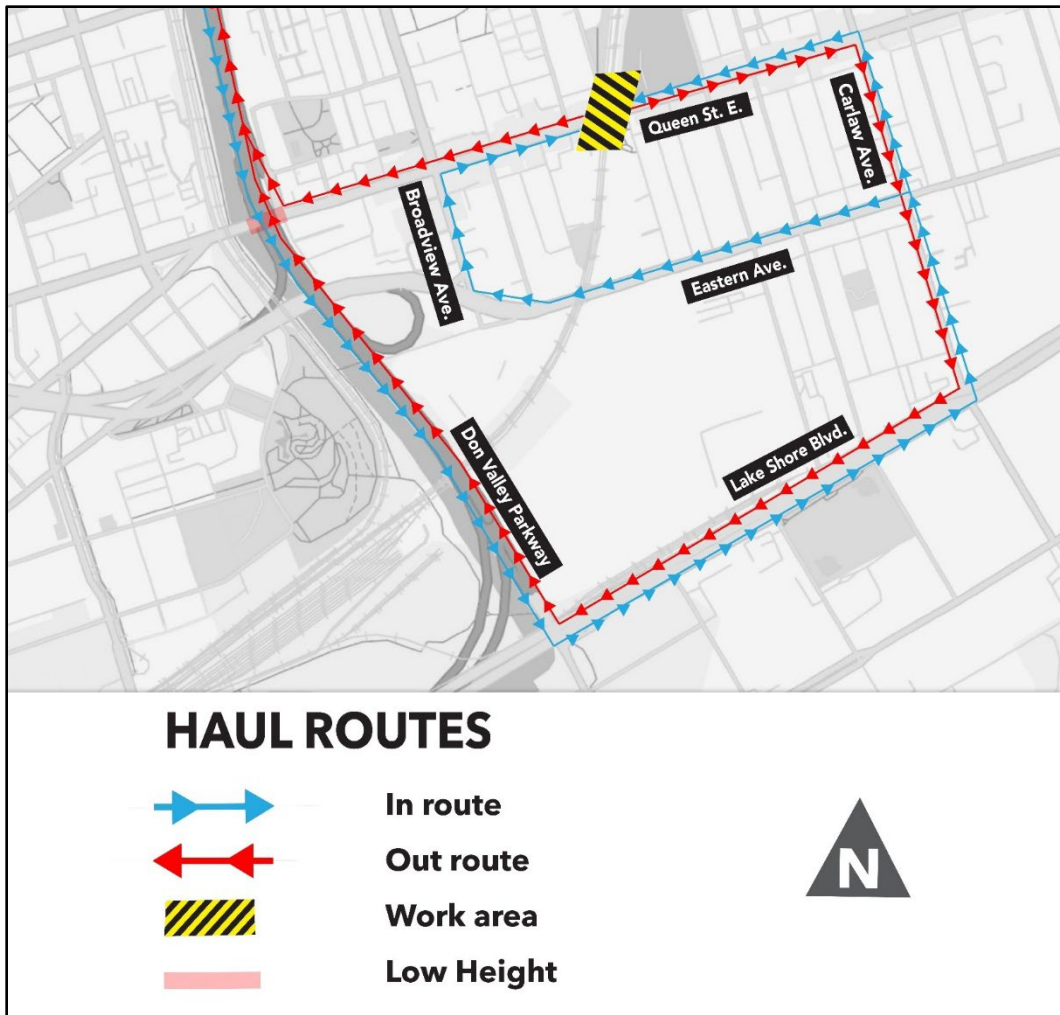 Queen St. E.
Carlaw Ave.
Broadview Ave.
Eastern Ave.
Don Valley Parkway
Lake Shore Blvd.
HAUL ROUTES
In route
Out route
Work area
Low Height
N